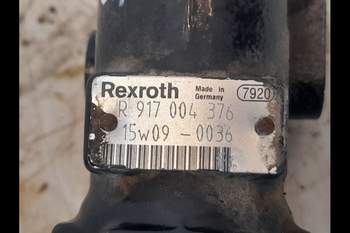 Rexroth Made in Germany 7920
R 917 004 376
15w09 -0036